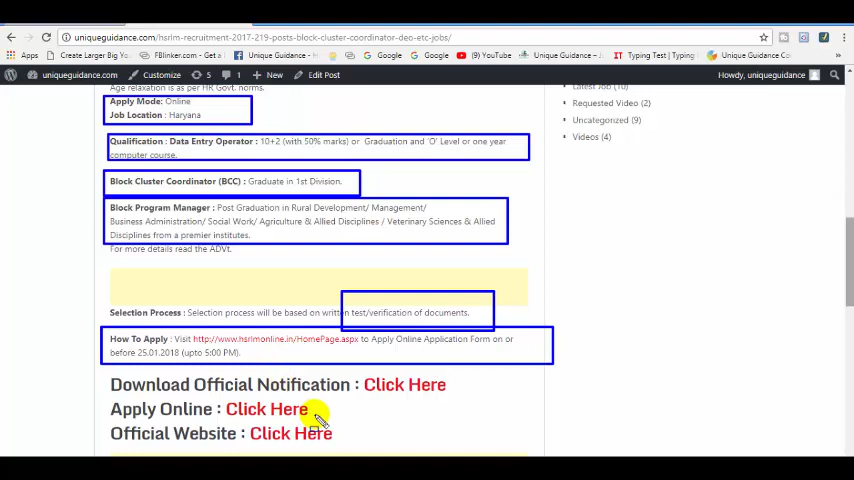 uniqueguidance.com/hsrlm-recruitment-2017-219-posts-block-cluster-coordinator-deo-etc-jobs/
Apps Create Larger Big Yo FBlinker.com - Get a l Unique Guidance - H Google Google (9) YouTube Unique Guidance – J Typing Test | Typing Unique Guidance Co
uniqueguidance.com Customize 5 1 New Edit Post Howdy, uniqueguidance
Age relaxation is as per HR Govt. norms.
Latest Job (10)
Apply Mode: Online
Requested Video (2)
Job Location : Haryana
Uncategorized (9)
Videos (4)
Qualification : Data Entry Operator : 10+2 (with 50% marks) or Graduation and 'O' Level or one year
computer course.
Block Cluster Coordinator (BCC) : Graduate in 1st Division.
Block Program Manager : Post Graduation in Rural Development/ Management/
Business Administration/ Social Work/ Agriculture & Allied Disciplines / Veterinary Sciences & Allied
Disciplines from a premier institutes.
For more details read the ADVt.
Selection Process : Selection process will be based on written test/verification of documents.
How To Apply : Visit http://www.hsrlmonline.in/HomePage.aspx to Apply Online Application Form on or
before 25.01.2018 (upto 5:00 PM).
Download Official Notification : Click Here
Apply Online : Click Here
Official Website : Click Here